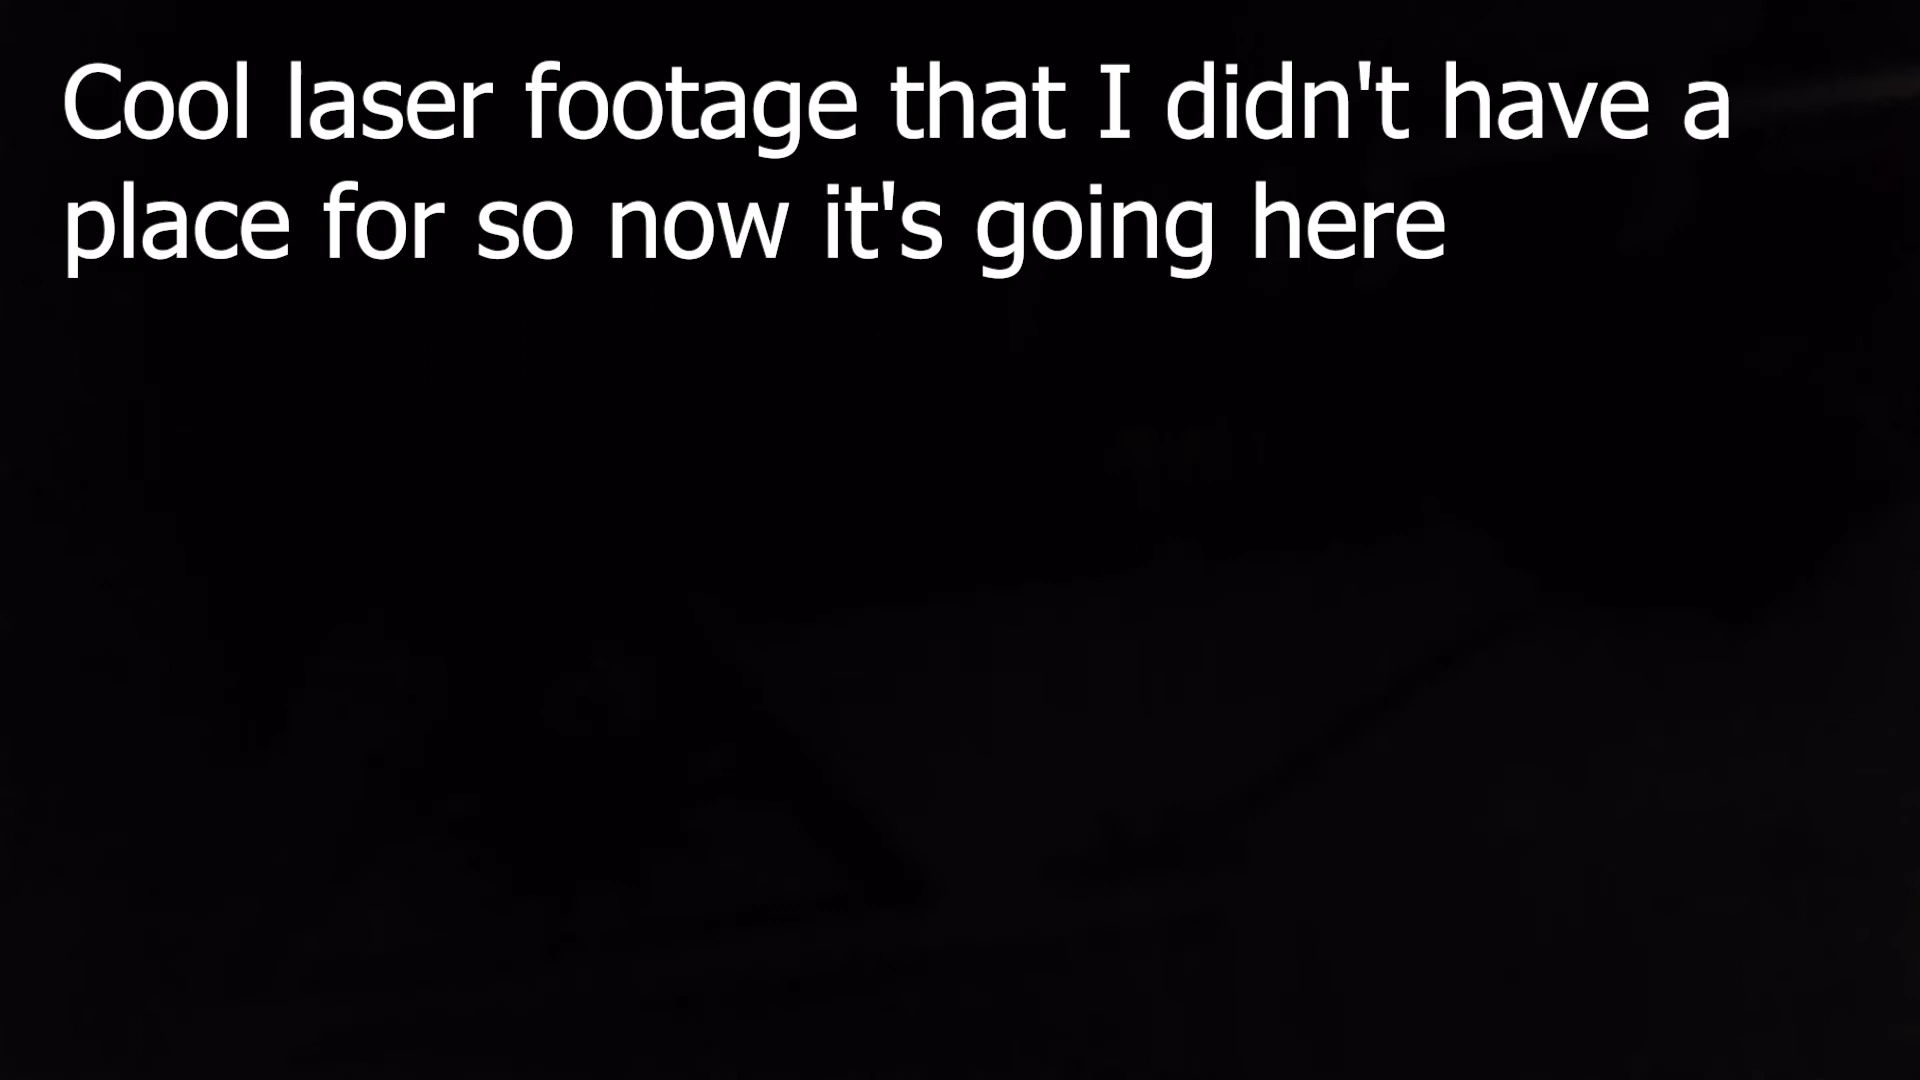 Cool laser footage that I didn't have a
place for so now it's going here